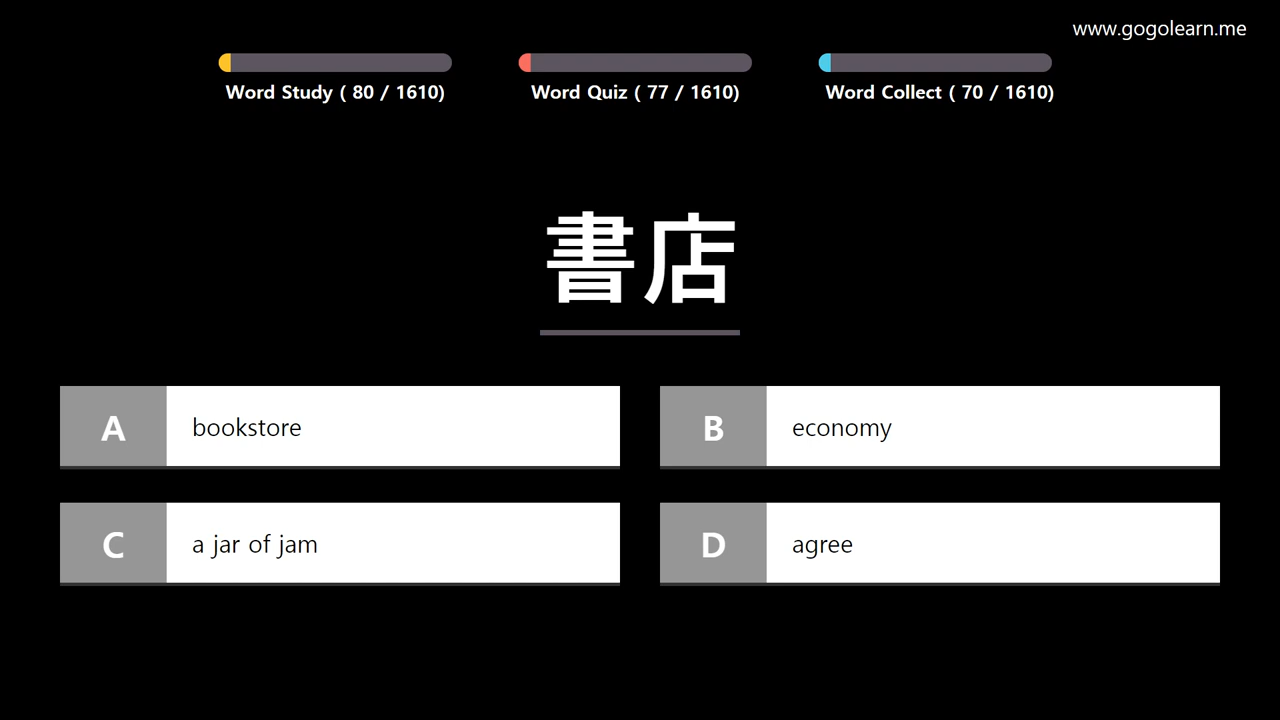 www.gogolearn.me
Word Study ( 80 / 1610)
Word Quiz ( 77 / 1610)
Word Collect ( 70 / 1610)
書店
A bookstore
B economy
C a jar of jam
D agree